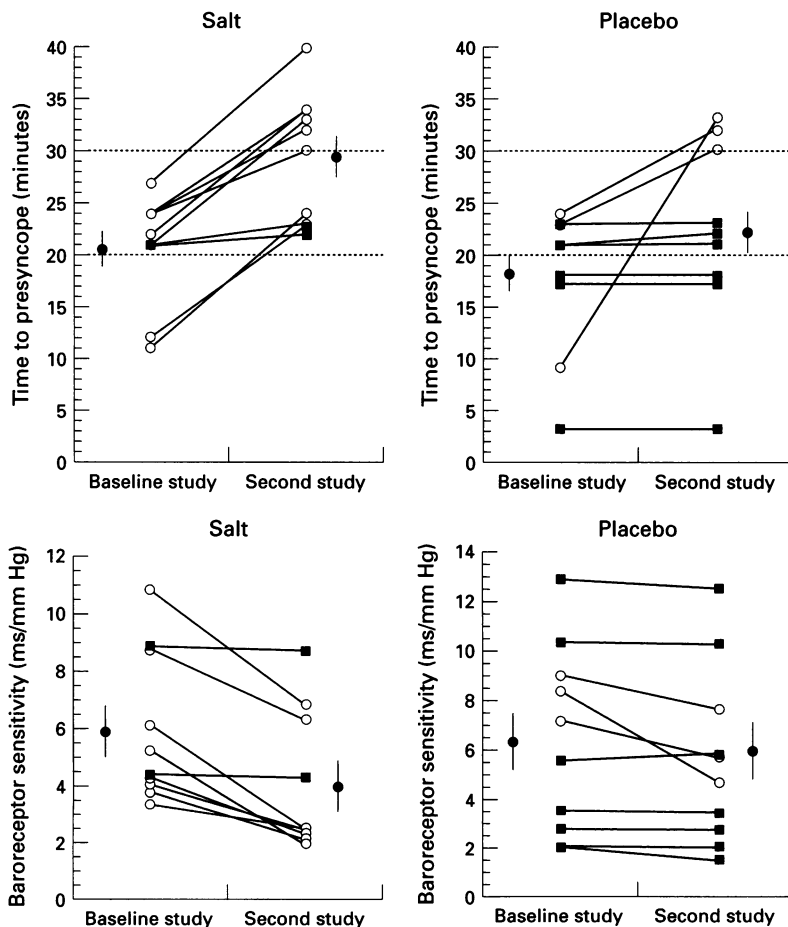 Salt
Time to presyncope (minutes)
40
35
30
25
20
15
10
5
0
Baseline study Second study
Placebo
Time to presyncope (minutes)
40
35
30
25
20
15
10
5
0
Baseline study Second study
Salt
Baroreceptor sensitivity (ms/mm Hg)
12
10
8
6
4
2
0
Baseline study Second study
Placebo
Baroreceptor sensitivity (ms/mm Hg)
14
12
10
8
6
4
2
0
Baseline study Second study